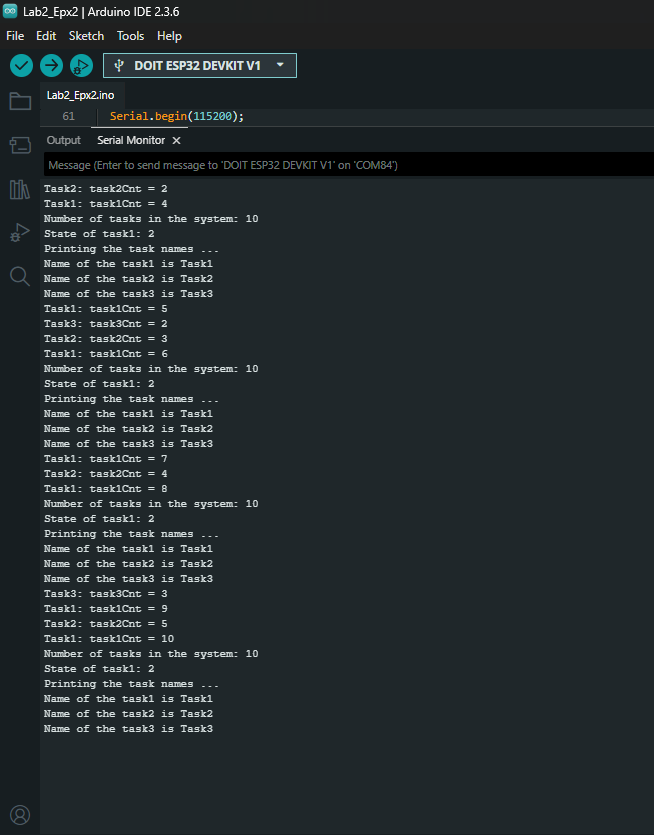 Lab2_Epx2 | Arduino IDE 2.3.6
File Edit Sketch Tools Help
DOIT ESP32 DEVKIT V1
Lab2_Epx2.ino
61 Serial.begin(115200);
Output Serial Monitor
Message (Enter to send message to 'DOIT ESP32 DEVKIT V1' on 'COM84')
Task2: task2Cnt = 2
Task1: task1Cnt = 4
Number of tasks in the system: 10
State of task1: 2
Printing the task names ...
Name of the task1 is Task1
Name of the task2 is Task2
Name of the task3 is Task3
Task1: task1Cnt = 5
Task3: task3Cnt = 2
Task2: task2Cnt = 3
Task1: task1Cnt = 6
Number of tasks in the system: 10
State of task1: 2
Printing the task names ...
Name of the task1 is Task1
Name of the task2 is Task2
Name of the task3 is Task3
Task1: task1Cnt = 7
Task2: task2Cnt = 4
Task1: task1Cnt = 8
Number of tasks in the system: 10
State of task1: 2
Printing the task names ...
Name of the task1 is Task1
Name of the task2 is Task2
Name of the task3 is Task3
Task3: task3Cnt = 3
Task1: task1Cnt = 9
Task2: task2Cnt = 5
Task1: task1Cnt = 10
Number of tasks in the system: 10
State of task1: 2
Printing the task names ...
Name of the task1 is Task1
Name of the task2 is Task2
Name of the task3 is Task3